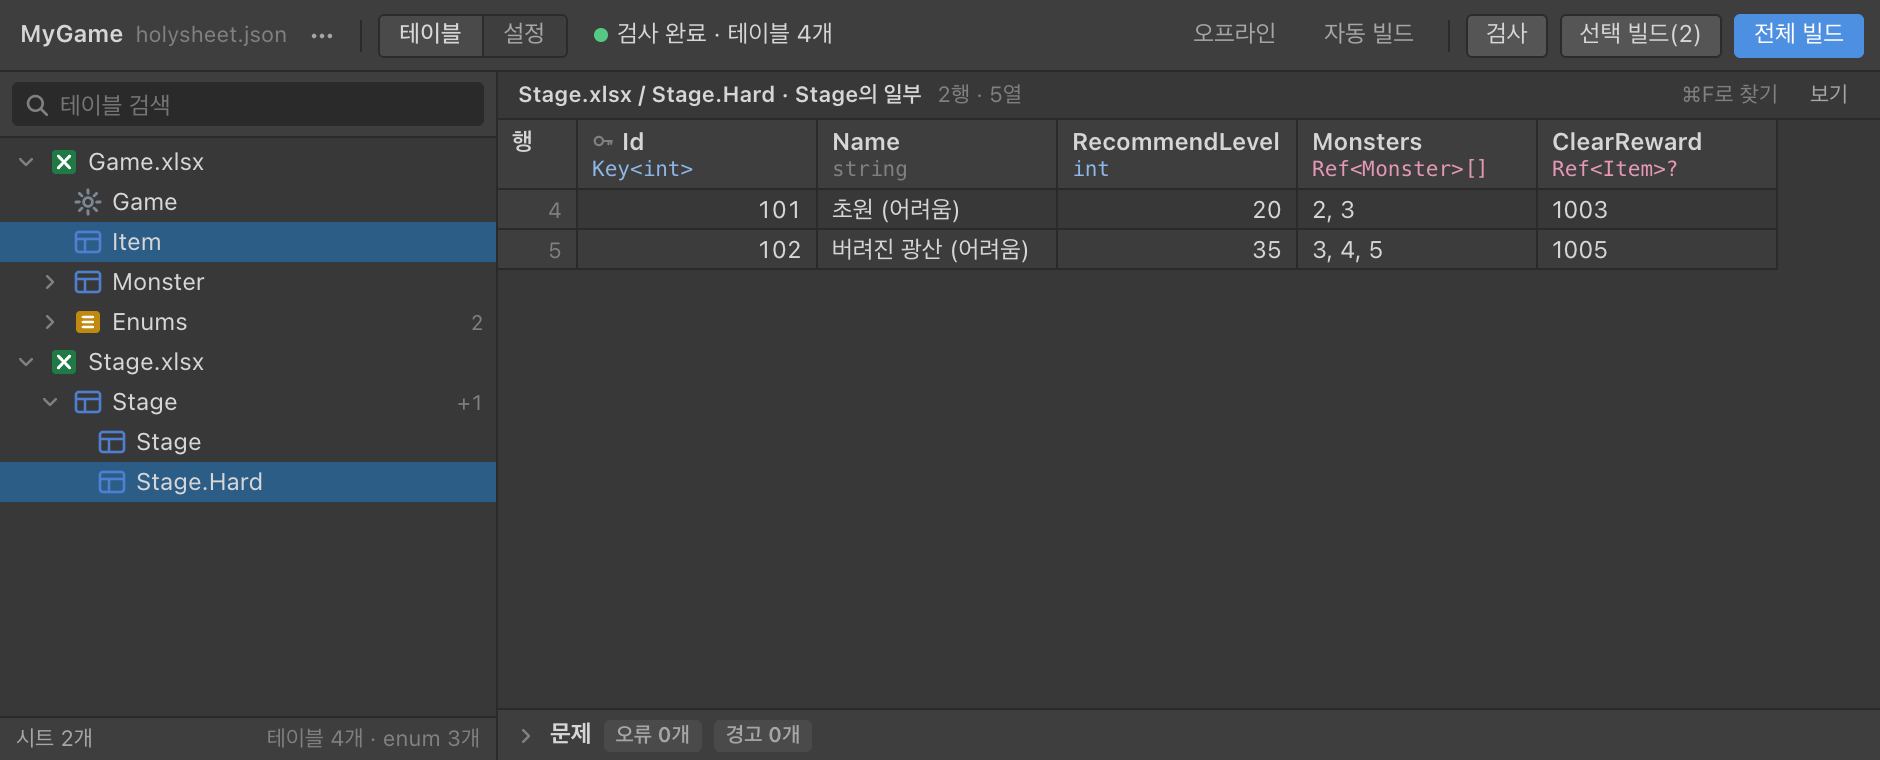 MyGame holysheet.json ••• 테이블 설정 검사 완료 · 테이블 4개 오프라인 자동 빌드 검사 선택 빌드(2) 전체 빌드
테이블 검색
Game.xlsx
Game
Item
Monster
Enums 2
Stage.xlsx
Stage +1
Stage
Stage.Hard
시트 2개 테이블 4개 · enum 3개
Stage.xlsx / Stage.Hard · Stage의 일부 2행 · 5열 ⌘F로 찾기 보기
행 Id Name RecommendLevel Monsters ClearReward
Key<int> string int Ref<Monster>[] Ref<Item>?
4 101 초원 (어려움) 20 2, 3 1003
5 102 버려진 광산 (어려움) 35 3, 4, 5 1005
문제 오류 0개 경고 0개